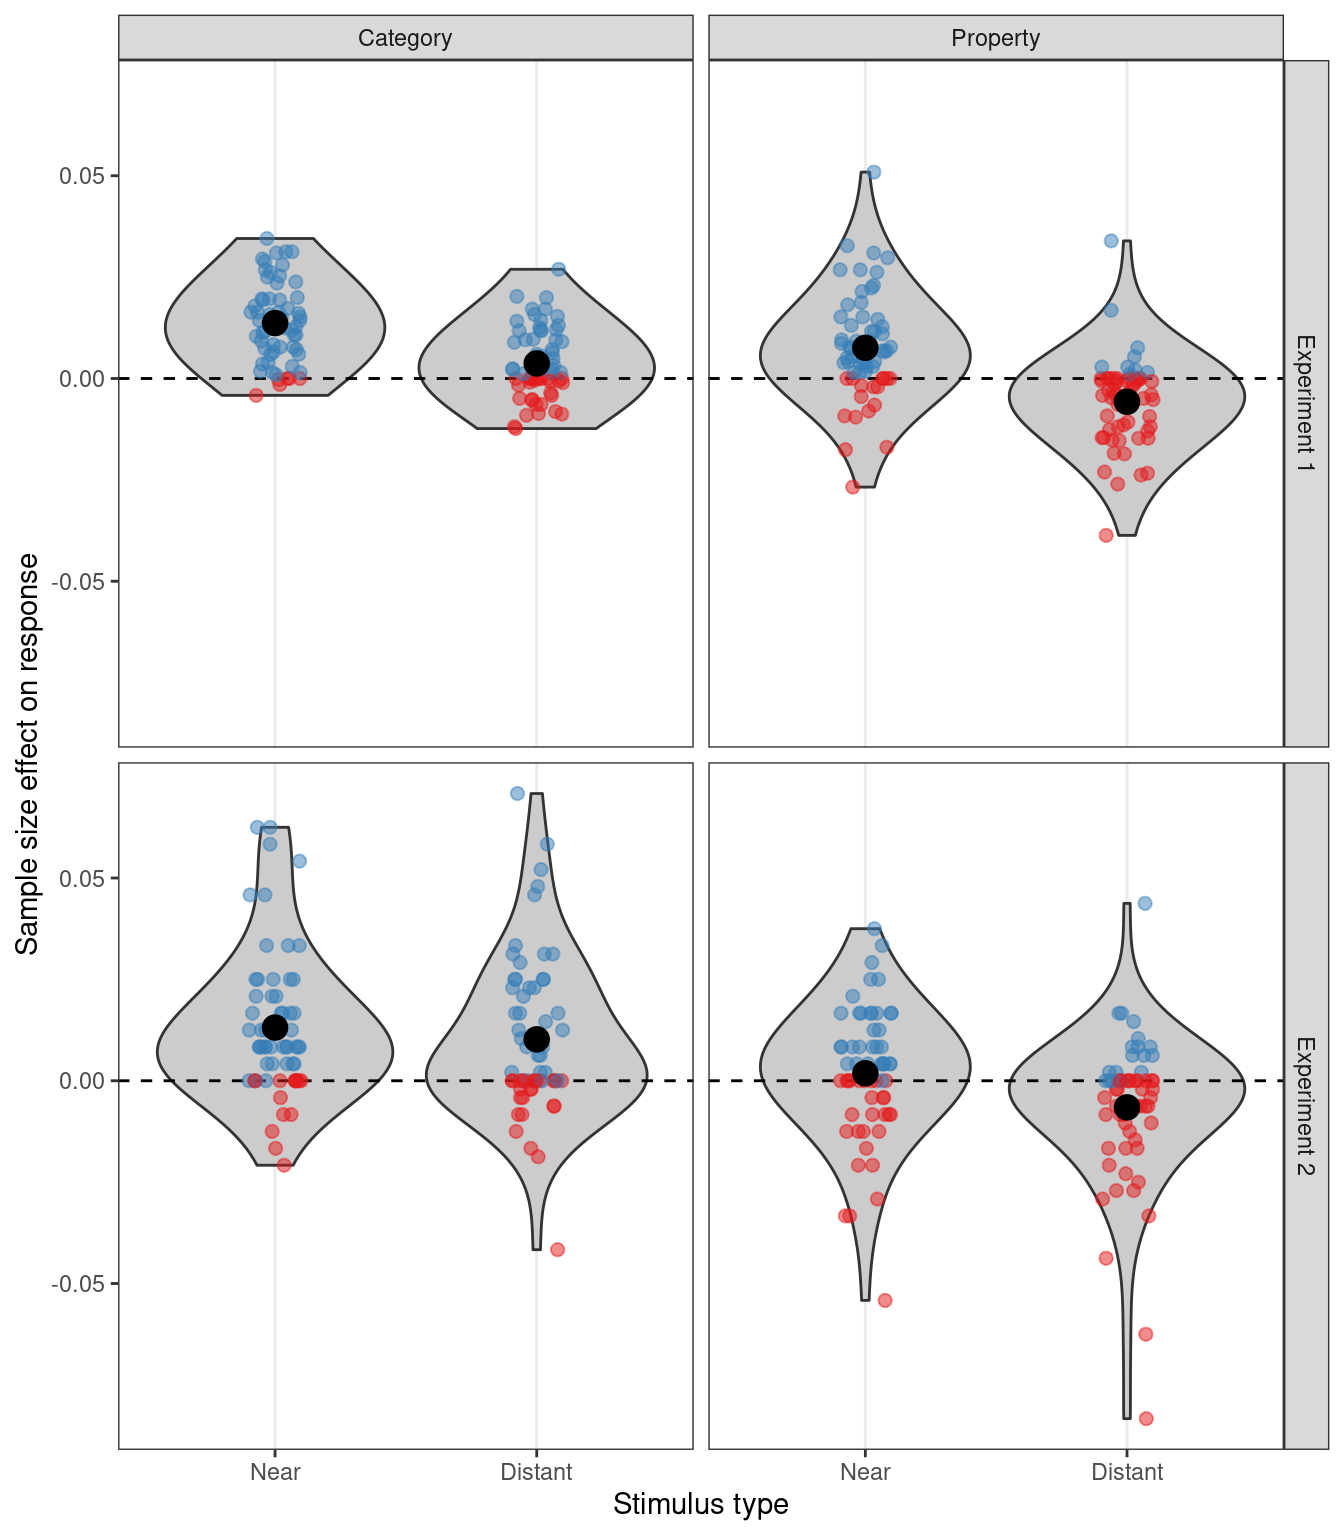 Category
Property
0.05
0.00
-0.05
Experiment 1
Sample size effect on response
0.05
0.00
-0.05
Experiment 2
Near
Distant
Near
Distant
Stimulus type